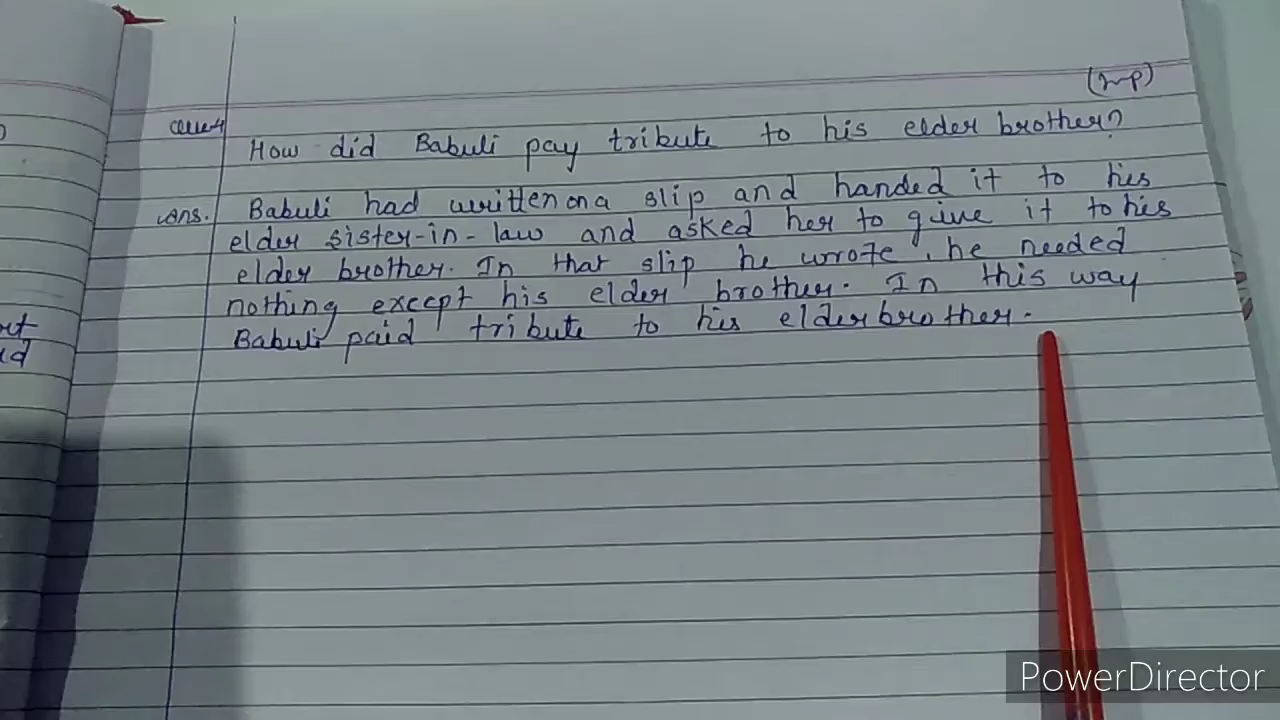 (Imp)
Ques4 How did Babuli pay tribute to his elder brother?
Ans. Babuli had written on a slip and handed it to his
elder sister-in-law and asked her to give it to his
elder brother. In that slip he wrote, he needed
nothing except his elder brother. In this way
Babuli paid tribute to his elder brother.
PowerDirector